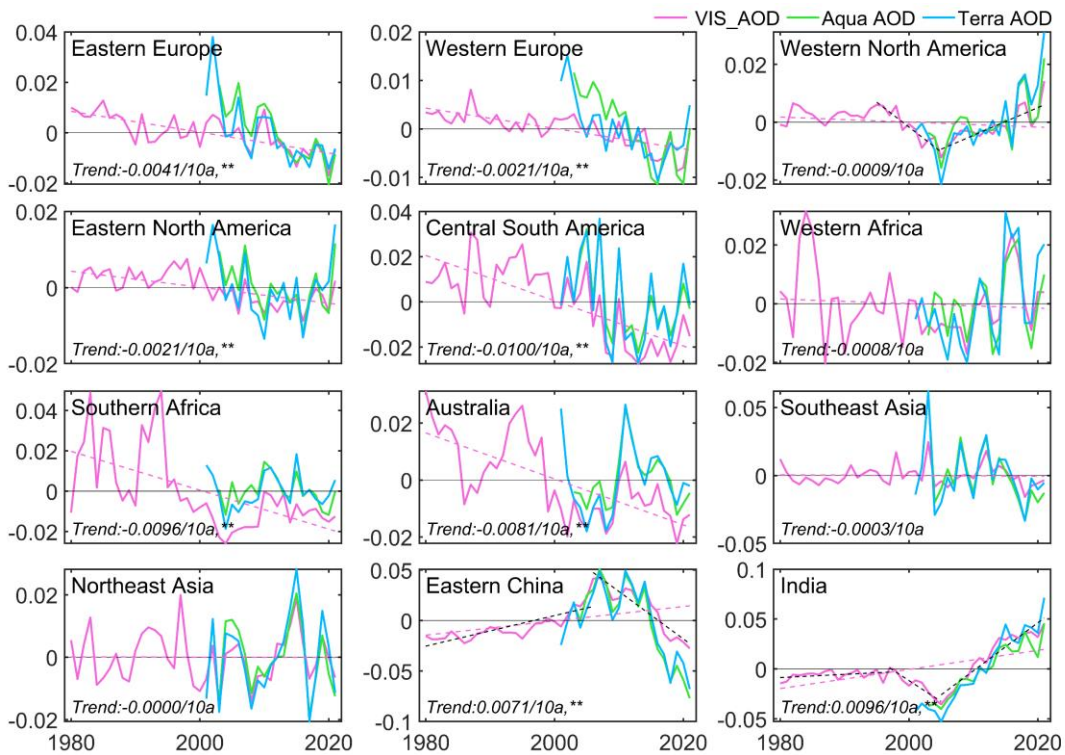 VIS_AOD Aqua AOD Terra AOD
0.04
0.02
0
-0.02
Eastern Europe
Trend:-0.0041/10a,**
0.02
0.01
0
-0.01
Western Europe
Trend:-0.0021/10a,**
0.02
0
-0.02
Western North America
Trend:-0.0009/10a
0.02
0
-0.02
Eastern North America
Trend:-0.0021/10a,**
0.04
0.02
0
-0.02
Central South America
Trend:-0.0100/10a,**
0.02
0
-0.02
Western Africa
Trend:-0.0008/10a
0.04
0.02
0
-0.02
Southern Africa
Trend:-0.0096/10a,**
0.02
0
-0.02
Australia
Trend:-0.0081/10a,**
0.05
0
-0.05
Southeast Asia
Trend:-0.0003/10a
0.02
0
-0.02
Northeast Asia
Trend:-0.0000/10a
1980 2000 2020
0.05
0
-0.05
-0.1
Eastern China
Trend:0.0071/10a,**
1980 2000 2020
0.1
0.05
0
-0.05
India
Trend:0.0096/10a,**
1980 2000 2020